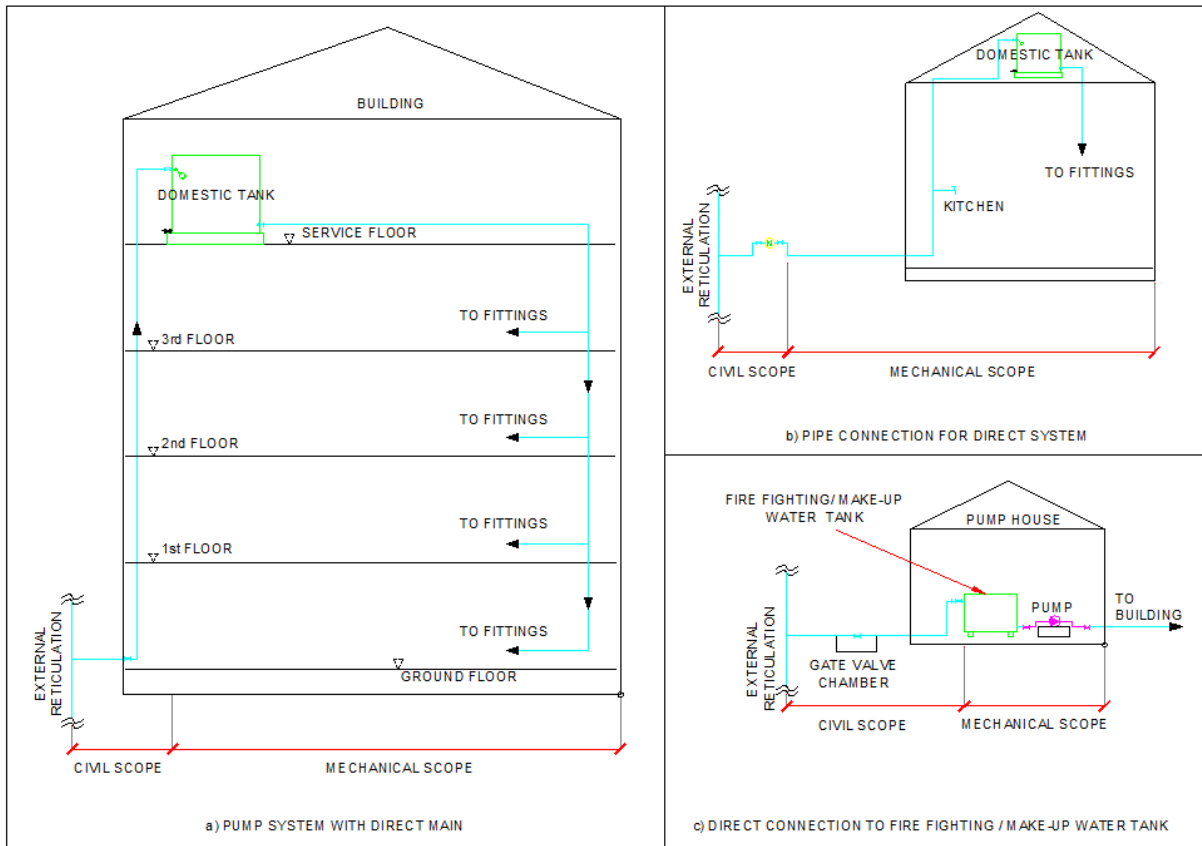 BUILDING
DOMESTIC TANK
SERVICE FLOOR
TO FITTINGS
3rd FLOOR
TO FITTINGS
2nd FLOOR
TO FITTINGS
1st FLOOR
TO FITTINGS
GROUND FLOOR
EXTERNAL
RETICULATION
CIVIL SCOPE
MECHANICAL SCOPE
a) PUMP SYSTEM WITH DIRECT MAIN
DOMESTIC TANK
TO FITTINGS
KITCHEN
N
EXTERNAL
RETICULATION
CIVIL SCOPE
MECHANICAL SCOPE
b) PIPE CONNECTION FOR DIRECT SYSTEM
FIRE FIGHTING/ MAKE-UP
WATER TANK
PUMP HOUSE
PUMP
TO
BUILDING
GATE VALVE
CHAMBER
EXTERNAL
RETICULATION
CIVIL SCOPE
MECHANICAL SCOPE
c) DIRECT CONNECTION TO FIRE FIGHTING / MAKE-UP WATER TANK